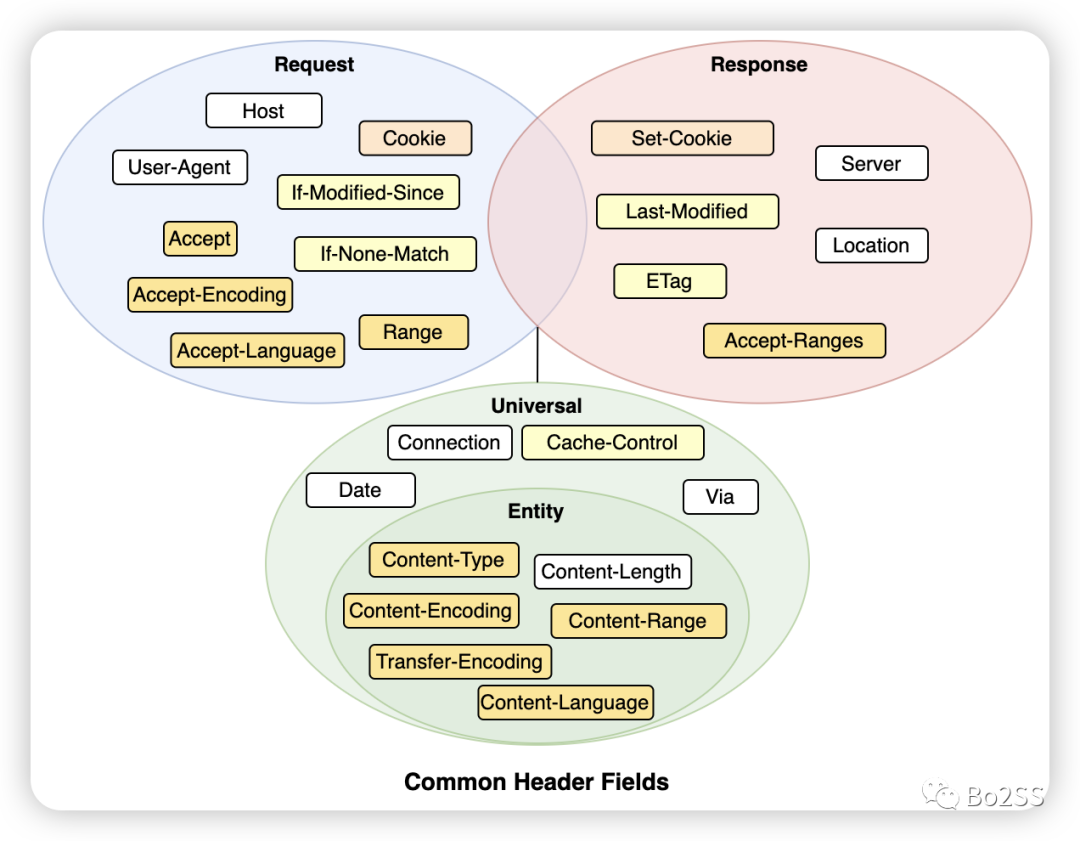 Request
Host
Cookie
User-Agent
If-Modified-Since
Accept
If-None-Match
Accept-Encoding
Range
Accept-Language
Response
Set-Cookie
Server
Last-Modified
Location
ETag
Accept-Ranges
Universal
Connection
Cache-Control
Date
Via
Entity
Content-Type
Content-Length
Content-Encoding
Content-Range
Transfer-Encoding
Content-Language
Common Header Fields
Bo2SS